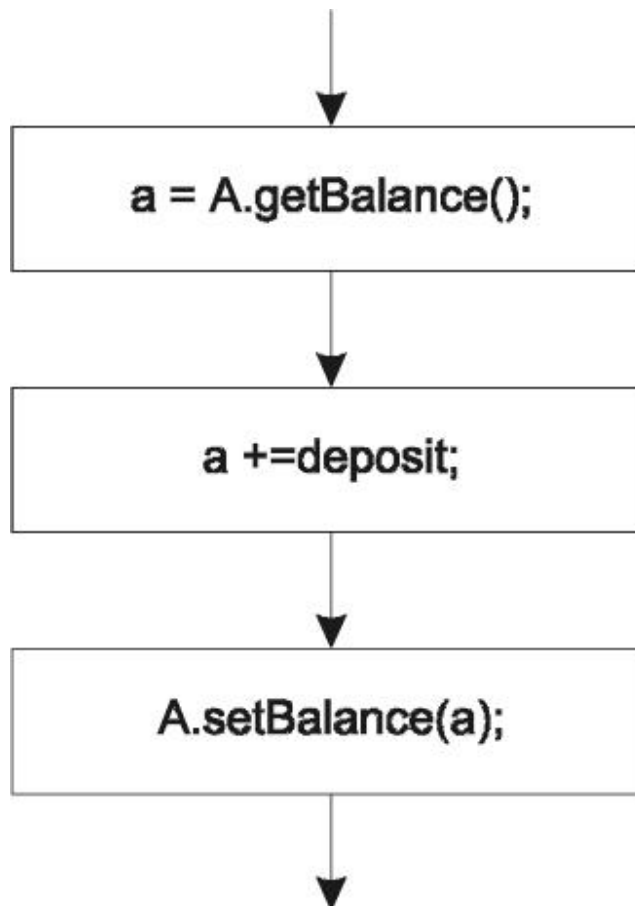 a = A.getBalance();
a +=deposit;
A.setBalance(a);